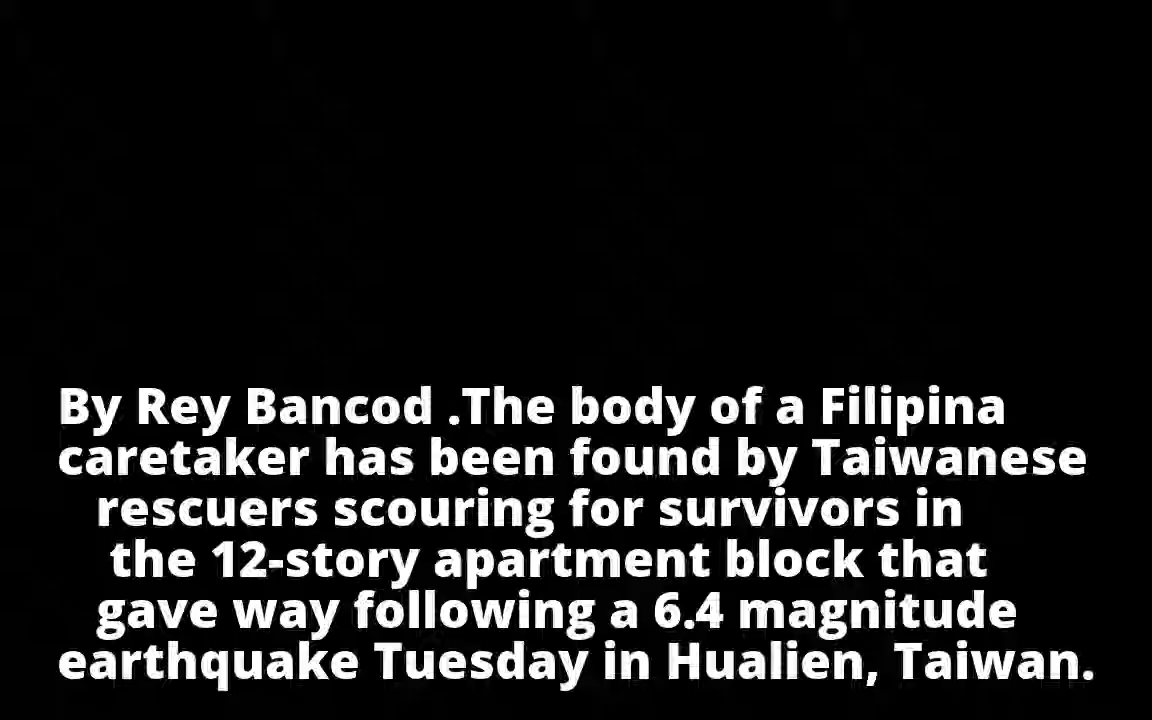 By Rey Bancod .The body of a Filipina
caretaker has been found by Taiwanese
rescuers scouring for survivors in
the 12-story apartment block that
gave way following a 6.4 magnitude
earthquake Tuesday in Hualien, Taiwan.